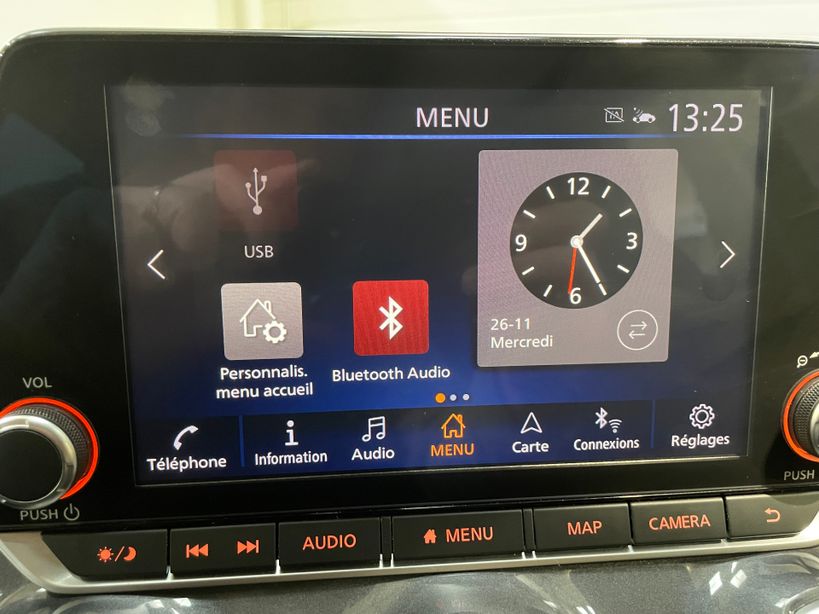 MENU
13:25
USB
12
9
3
6
26-11
Mercredi
Personnalis.
menu accueil
Bluetooth Audio
Téléphone
Information
Audio
MENU
Carte
Connexions
Réglages
VOL
PUSH
PUSH
AUDIO
MENU
MAP
CAMERA